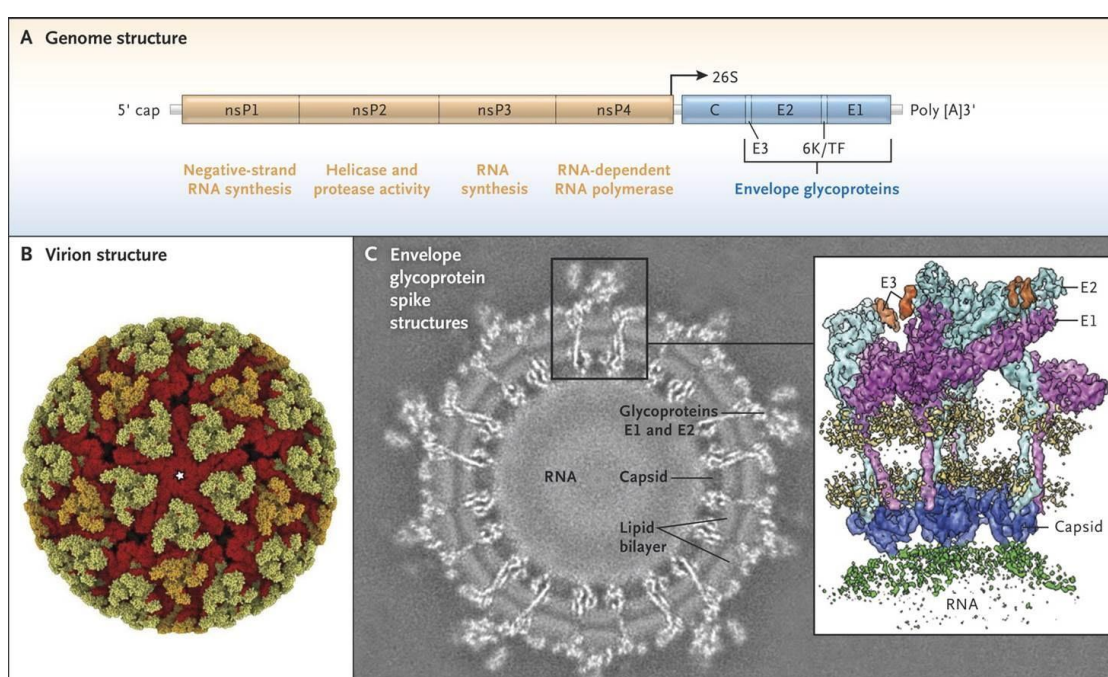 A Genome structure
26S
5' cap
nsP1
nsP2
nsP3
nsP4
C
E2
E1
Poly [A]3'
E3
6K/TF
Negative-strand
RNA synthesis
Helicase and
protease activity
RNA
synthesis
RNA-dependent
RNA polymerase
Envelope glycoproteins
B Virion structure
C Envelope
glycoprotein
spike
structures
Glycoproteins
E1 and E2
RNA
Capsid
Lipid
bilayer
E3
E2
E1
Capsid
RNA